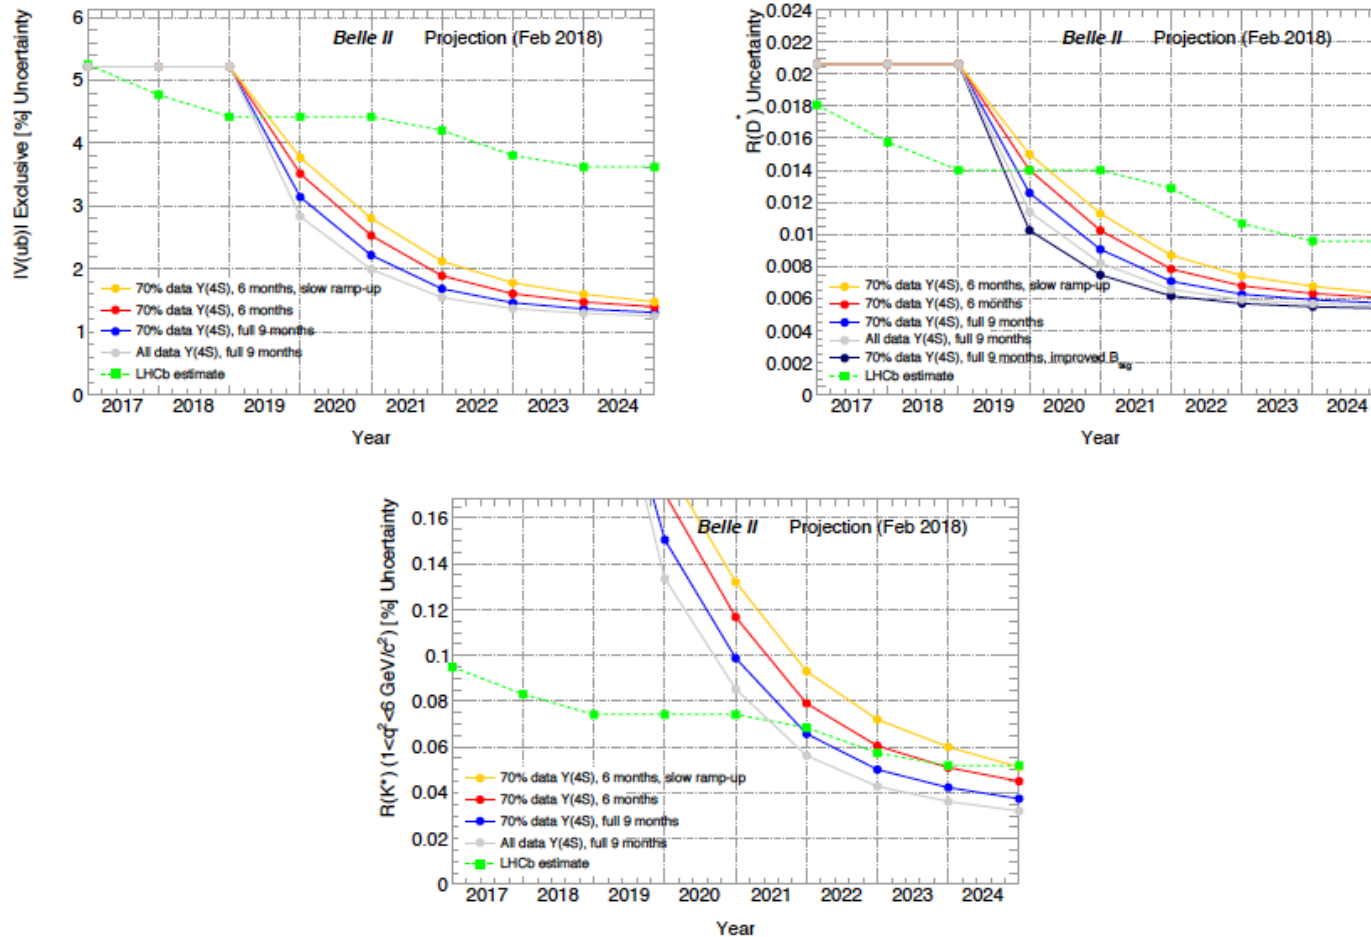 Belle II Projection (Feb 2018)
|V(ub)| Exclusive [%] Uncertainty
6
5
4
3
2
1
0
70% data Y(4S), 6 months, slow ramp-up
70% data Y(4S), 6 months
70% data Y(4S), full 9 months
All data Y(4S), full 9 months
LHCb estimate
2017 2018 2019 2020 2021 2022 2023 2024
Year
Belle II Projection (Feb 2018)
R(D*) Uncertainty
0.024
0.022
0.02
0.018
0.016
0.014
0.012
0.01
0.008
0.006
0.004
0.002
0
70% data Y(4S), 6 months, slow ramp-up
70% data Y(4S), 6 months
70% data Y(4S), full 9 months
All data Y(4S), full 9 months
70% data Y(4S), full 9 months, improved B_tag
LHCb estimate
2017 2018 2019 2020 2021 2022 2023 2024
Year
Belle II Projection (Feb 2018)
R(K*) (1<q²<6 GeV/c²) [%] Uncertainty
0.16
0.14
0.12
0.1
0.08
0.06
0.04
0.02
0
70% data Y(4S), 6 months, slow ramp-up
70% data Y(4S), 6 months
70% data Y(4S), full 9 months
All data Y(4S), full 9 months
LHCb estimate
2017 2018 2019 2020 2021 2022 2023 2024
Year